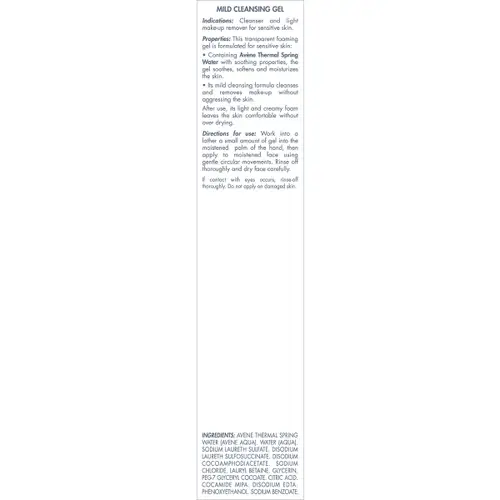 MILD CLEANSING GEL
Indications: Cleanser and light
make-up remover for sensitive skin.
Properties: This transparent foaming
gel is formulated for sensitive skin:
• Containing Avène Thermal Spring
Water with soothing properties, the
gel soothes, softens and moisturizes
the skin.
• Its mild cleansing formula cleanses
and removes make-up without
aggressing the skin.
After use, its light and creamy foam
leaves the skin comfortable without
over drying.
Directions for use: Work into a
lather a small amount of gel into the
moistened palm of the hand, then
apply to moistened face using
gentle circular movements. Rinse off
thoroughly and dry face carefully.
If contact with eyes occurs, rinse-off
thoroughly. Do not apply on damaged skin.
INGREDIENTS: AVENE THERMAL SPRING
WATER (AVENE AQUA). WATER (AQUA).
SODIUM LAURETH SULFATE. DISODIUM
LAURETH SULFOSUCCINATE. DISODIUM
COCOAMPHODIACETATE. SODIUM
CHLORIDE. LAURYL BETAINE. GLYCERIN.
PEG-7 GLYCERYL COCOATE. CITRIC ACID.
COCAMIDE MIPA. DISODIUM EDTA.
PHENOXYETHANOL. SODIUM BENZOATE.